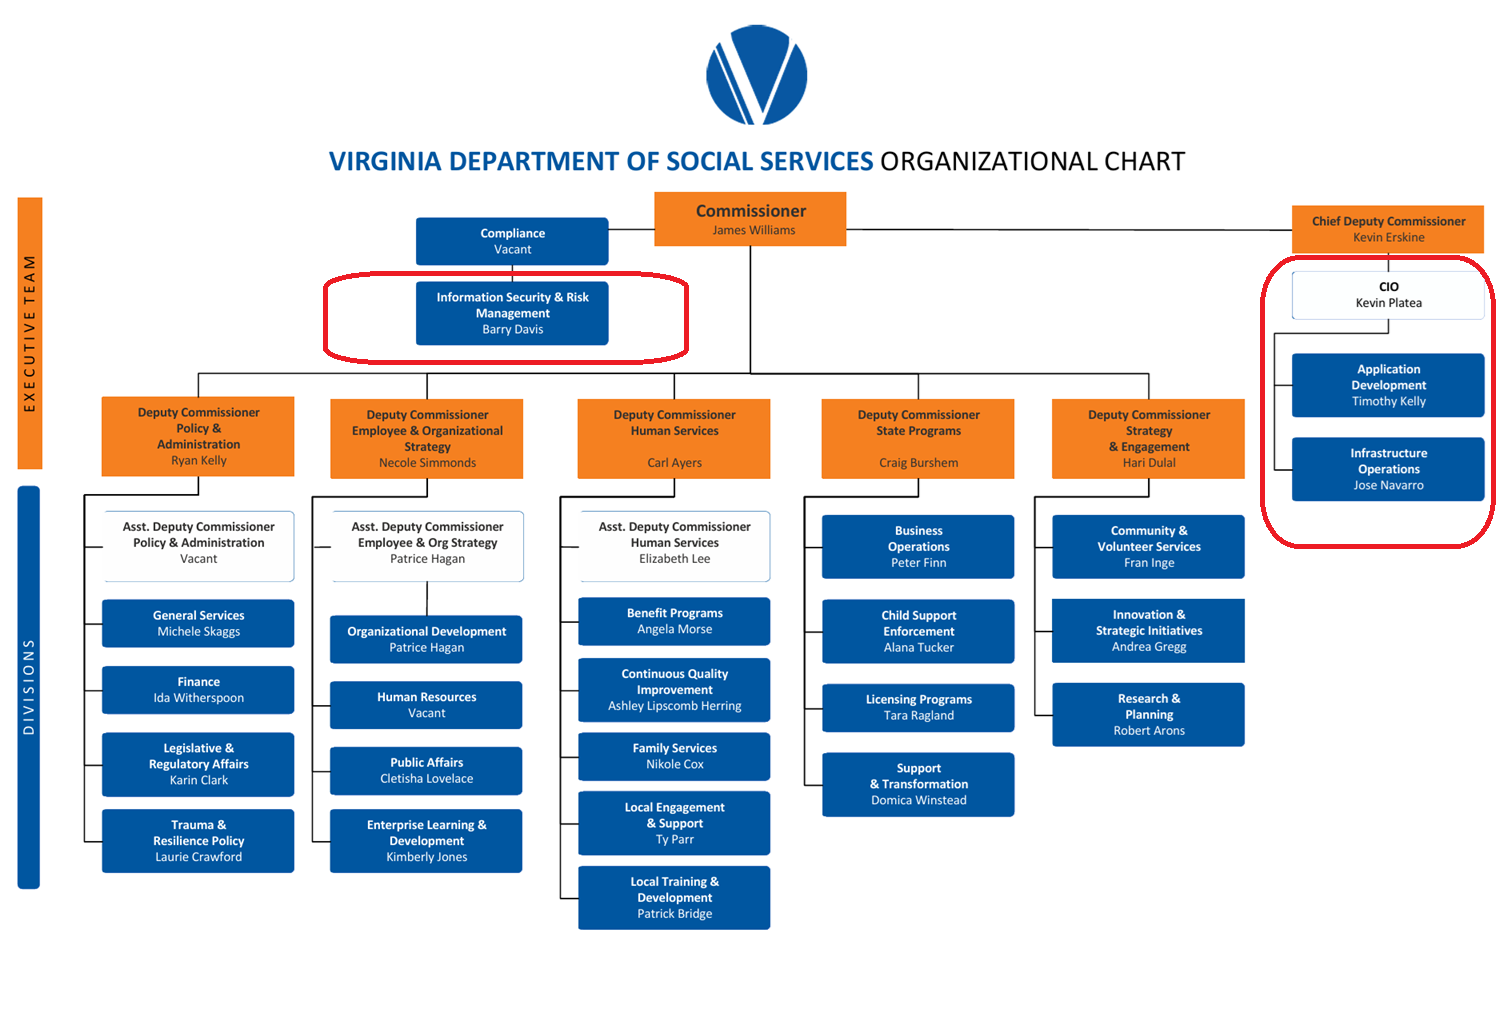 VIRGINIA DEPARTMENT OF SOCIAL SERVICES ORGANIZATIONAL CHART
EXECUTIVE TEAM
DIVISIONS
Commissioner
James Williams
Compliance
Vacant
Information Security & Risk
Management
Barry Davis
Chief Deputy Commissioner
Kevin Erskine
CIO
Kevin Platea
Application
Development
Timothy Kelly
Infrastructure
Operations
Jose Navarro
Deputy Commissioner
Policy &
Administration
Ryan Kelly
Asst. Deputy Commissioner
Policy & Administration
Vacant
General Services
Michele Skaggs
Finance
Ida Witherspoon
Legislative &
Regulatory Affairs
Karin Clark
Trauma &
Resilience Policy
Laurie Crawford
Deputy Commissioner
Employee & Organizational
Strategy
Necole Simmonds
Asst. Deputy Commissioner
Employee & Org Strategy
Patrice Hagan
Organizational Development
Patrice Hagan
Human Resources
Vacant
Public Affairs
Cletisha Lovelace
Enterprise Learning &
Development
Kimberly Jones
Deputy Commissioner
Human Services
Carl Ayers
Asst. Deputy Commissioner
Human Services
Elizabeth Lee
Benefit Programs
Angela Morse
Continuous Quality
Improvement
Ashley Lipscomb Herring
Family Services
Nikole Cox
Local Engagement
& Support
Ty Parr
Local Training &
Development
Patrick Bridge
Deputy Commissioner
State Programs
Craig Burshem
Business
Operations
Peter Finn
Child Support
Enforcement
Alana Tucker
Licensing Programs
Tara Ragland
Support
& Transformation
Domica Winstead
Deputy Commissioner
Strategy
& Engagement
Hari Dulal
Community &
Volunteer Services
Fran Inge
Innovation &
Strategic Initiatives
Andrea Gregg
Research &
Planning
Robert Arons